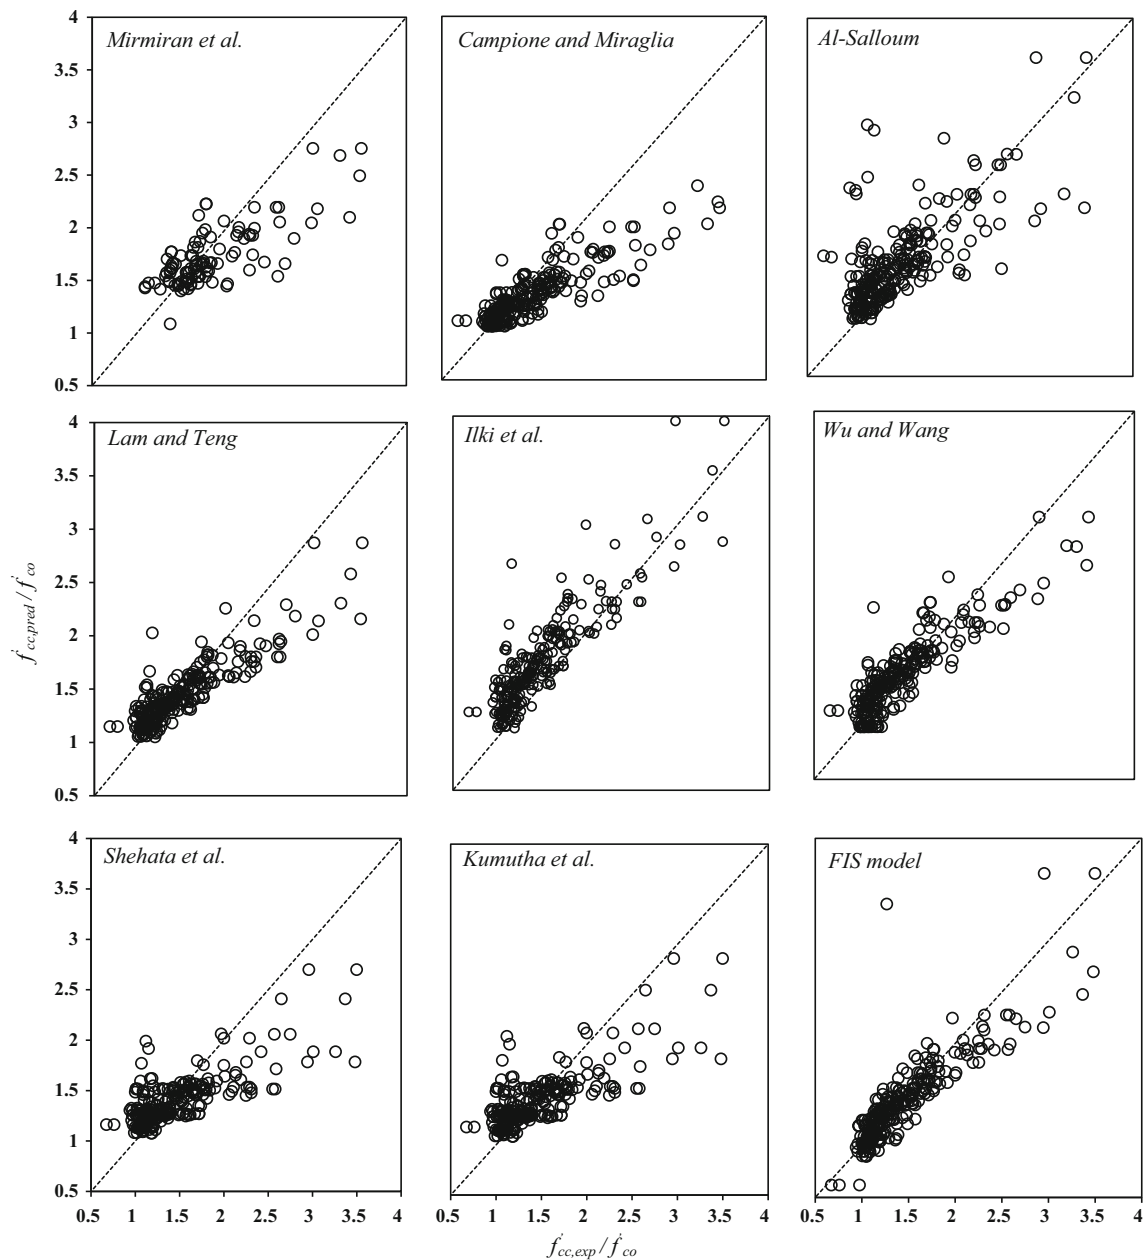 Mirmiran et al.
Campione and Miraglia
Al-Salloum
4
3.5
3
2.5
2
1.5
1
0.5
Lam and Teng
Ilki et al.
Wu and Wang
4
3.5
3
2.5
2
1.5
1
0.5
f'cc,pred / f'co
Shehata et al.
Kumutha et al.
FIS model
4
3.5
3
2.5
2
1.5
1
0.5
0.5 1 1.5 2 2.5 3 3.5 4
0.5 1 1.5 2 2.5 3 3.5 4
0.5 1 1.5 2 2.5 3 3.5 4
f'cc,exp / f'co